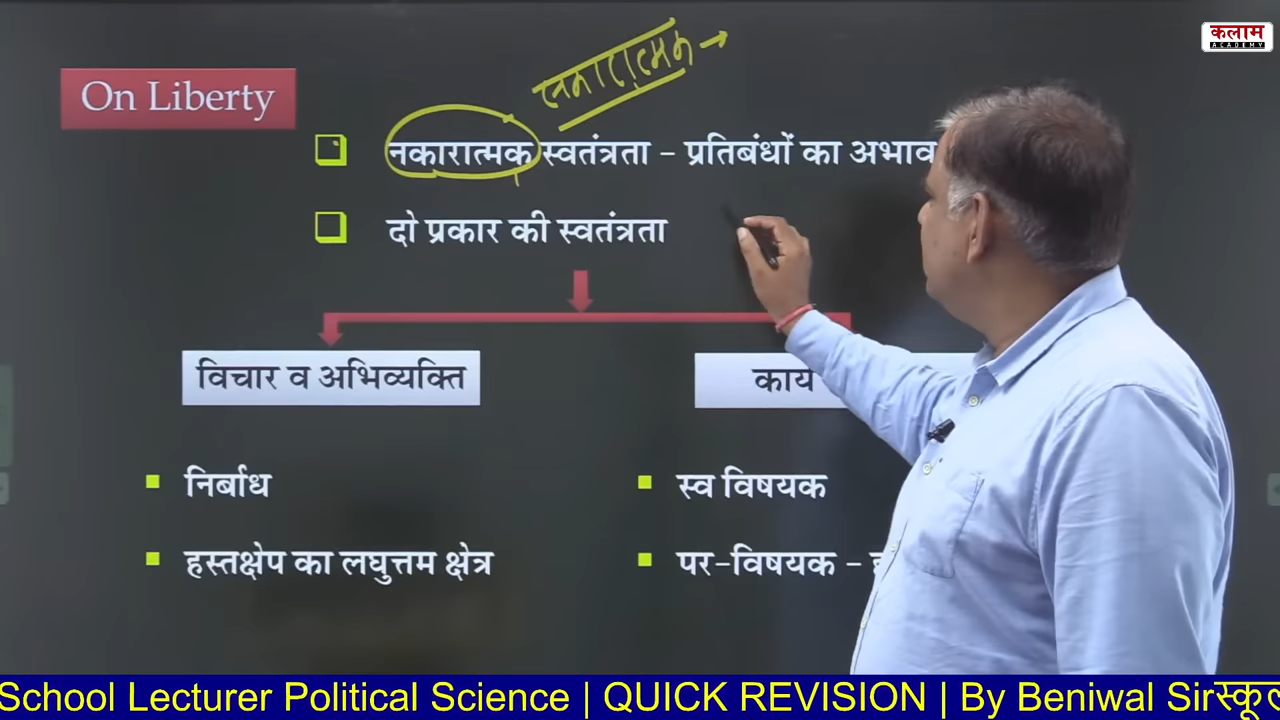 कलाम
ACADEMY
On Liberty
नकारात्मक स्वतंत्रता – प्रतिबंधों का अभाव
दो प्रकार की स्वतंत्रता
विचार व अभिव्यक्ति
निर्बाध
हस्तक्षेप का लघुत्तम क्षेत्र
स्व विषयक
पर-विषयक –
School Lecturer Political Science | QUICK REVISION | By Beniwal Sir